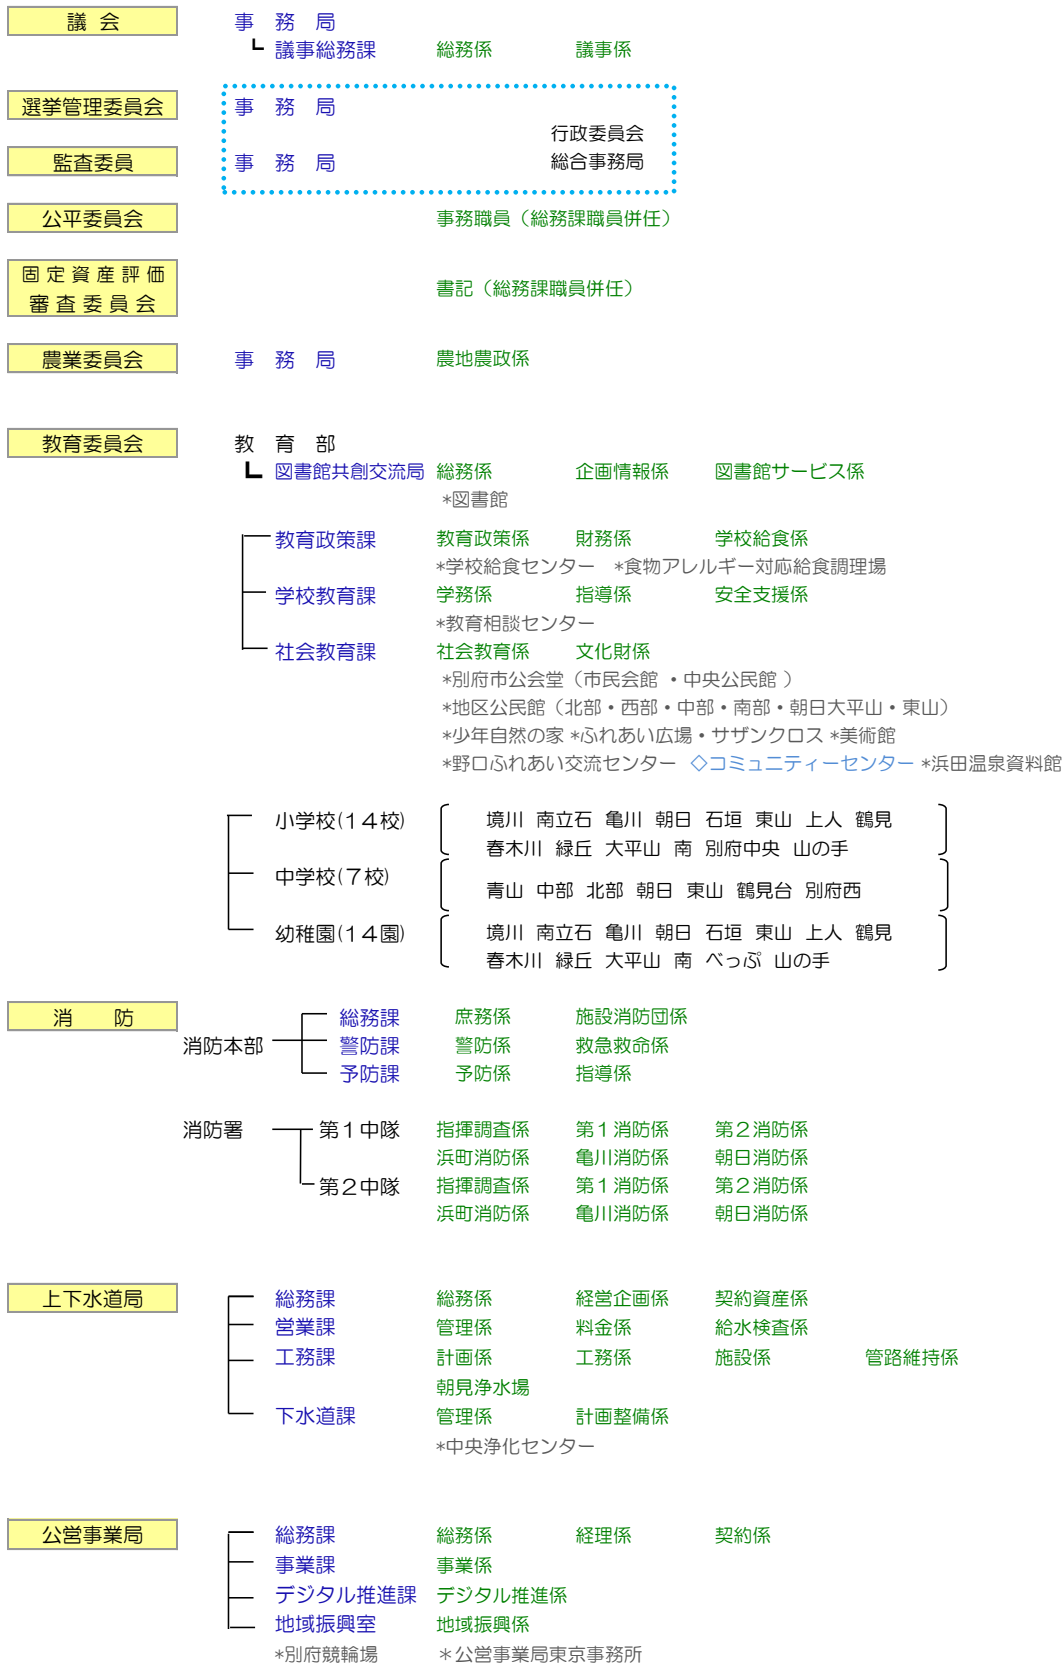 議 会　事 務 局
議事総務課　総務係　議事係
選挙管理委員会　事 務 局
行政委員会
監査委員　事 務 局　総合事務局
公平委員会　事務職員（総務課職員併任）
固定資産評価
審査委員会　書記（総務課職員併任）
農業委員会　事 務 局　農地農政係
教育委員会　教 育 部
図書館共創交流局　総務係　企画情報係　図書館サービス係
*図書館
教育政策課　教育政策係　財務係　学校給食係
*学校給食センター　*食物アレルギー対応給食調理場
学校教育課　学務係　指導係　安全支援係
*教育相談センター
社会教育課　社会教育係　文化財係
*別府市公会堂（市民会館 ・中央公民館 ）
*地区公民館（北部・西部・中部・南部・朝日大平山・東山）
*少年自然の家 *ふれあい広場・サザンクロス *美術館
*野口ふれあい交流センター　◇コミュニティーセンター *浜田温泉資料館
小学校(１４校)　境川 南立石 亀川 朝日 石垣 東山 上人 鶴見
春木川 緑丘 大平山 南 別府中央 山の手
中学校(７校)　青山 中部 北部 朝日 東山 鶴見台 別府西
幼稚園(１４園)　境川 南立石 亀川 朝日 石垣 東山 上人 鶴見
春木川 緑丘 大平山 南 べっぷ 山の手
消 防　総務課　庶務係　施設消防団係
消防本部　警防課　警防係　救急救命係
予防課　予防係　指導係
消防署　第１中隊　指揮調査係　第１消防係　第２消防係
浜町消防係　亀川消防係　朝日消防係
第２中隊　指揮調査係　第１消防係　第２消防係
浜町消防係　亀川消防係　朝日消防係
上下水道局　総務課　総務係　経営企画係　契約資産係
営業課　管理係　料金係　給水検査係
工務課　計画係　工務係　施設係　管路維持係
朝見浄水場
下水道課　管理係　計画整備係
*中央浄化センター
公営事業局　総務課　総務係　経理係　契約係
事業課　事業係
デジタル推進課　デジタル推進係
地域振興室　地域振興係
*別府競輪場　＊公営事業局東京事務所